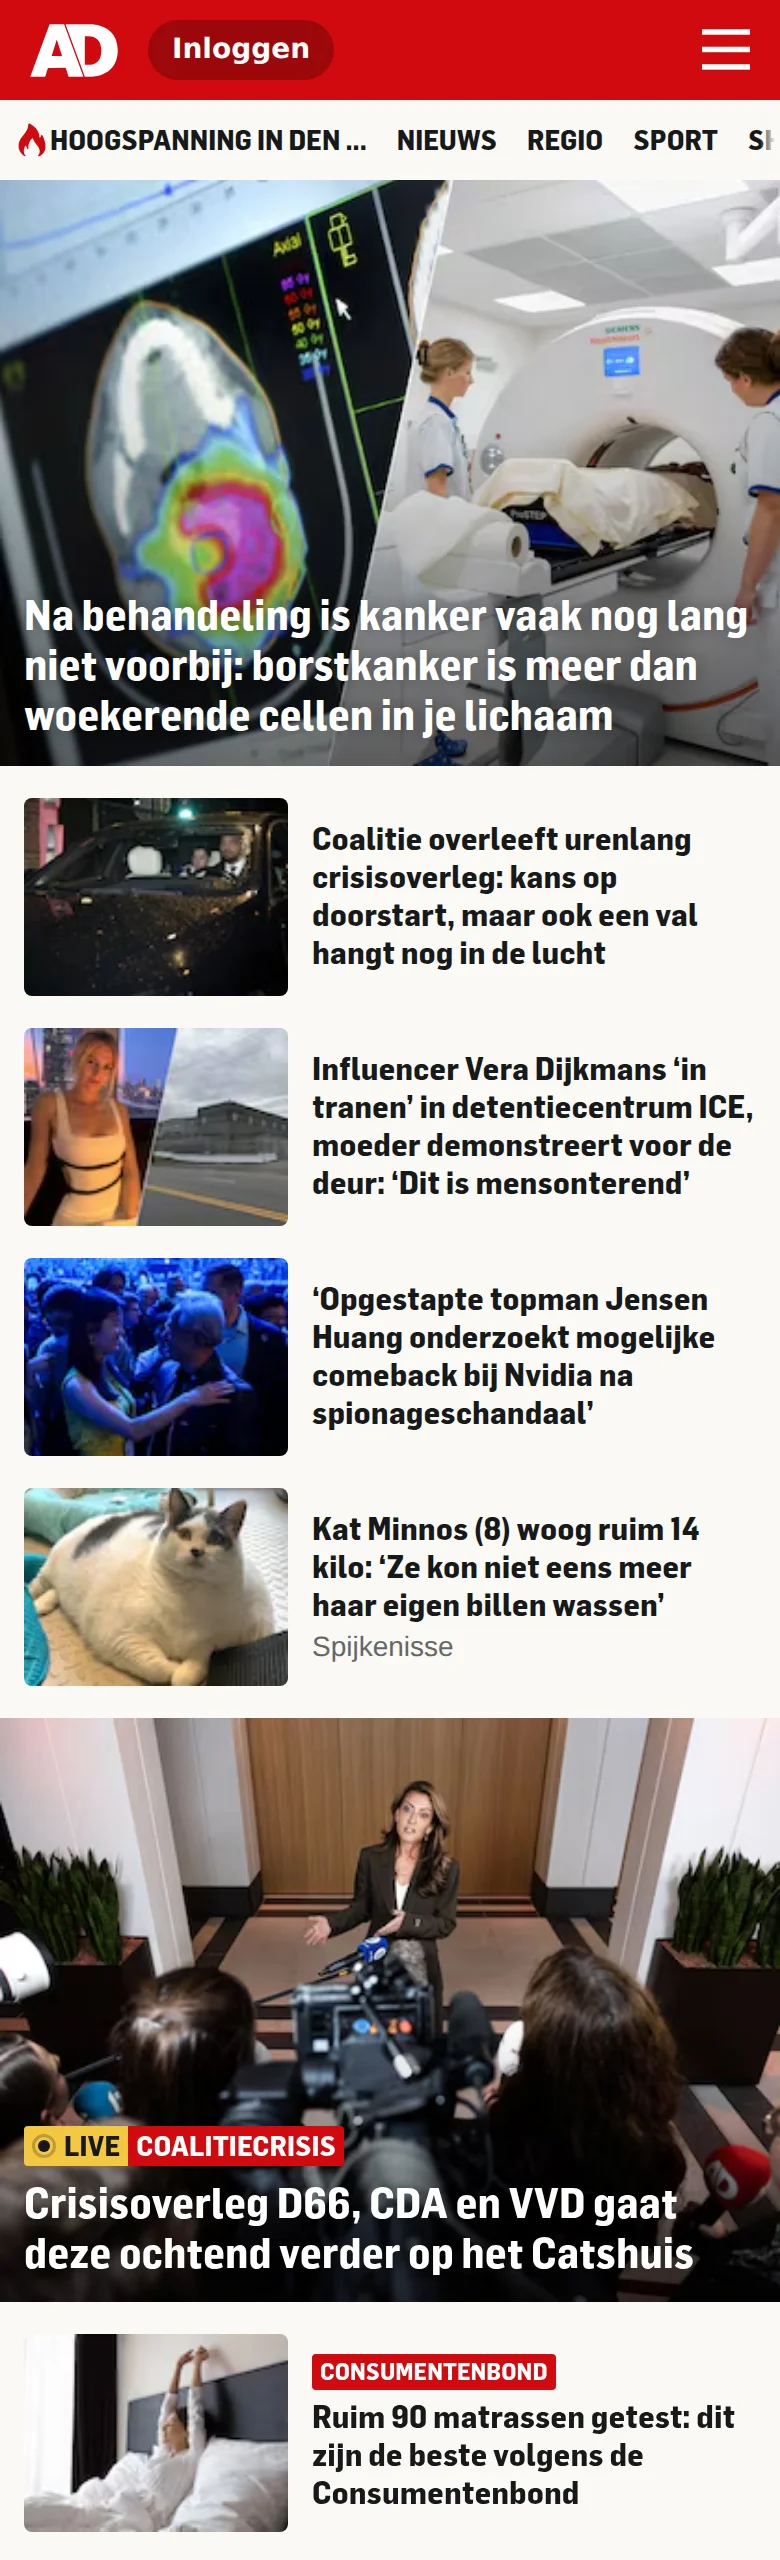 AD
Inloggen
HOOGSPANNING IN DEN ...
NIEUWS
REGIO
SPORT
Axial
SIEMENS
ProSTEP
Na behandeling is kanker vaak nog lang
niet voorbij: borstkanker is meer dan
woekerende cellen in je lichaam
Coalitie overleeft urenlang
crisisoverleg: kans op
doorstart, maar ook een val
hangt nog in de lucht
Influencer Vera Dijkmans ‘in
tranen’ in detentiecentrum ICE,
moeder demonstreert voor de
deur: ‘Dit is mensonterend’
‘Opgestapte topman Jensen
Huang onderzoekt mogelijke
comeback bij Nvidia na
spionageschandaal’
Kat Minnos (8) woog ruim 14
kilo: ‘Ze kon niet eens meer
haar eigen billen wassen’
Spijkenisse
LIVE COALITIECRISIS
Crisisoverleg D66, CDA en VVD gaat
deze ochtend verder op het Catshuis
CONSUMENTENBOND
Ruim 90 matrassen getest: dit
zijn de beste volgens de
Consumentenbond